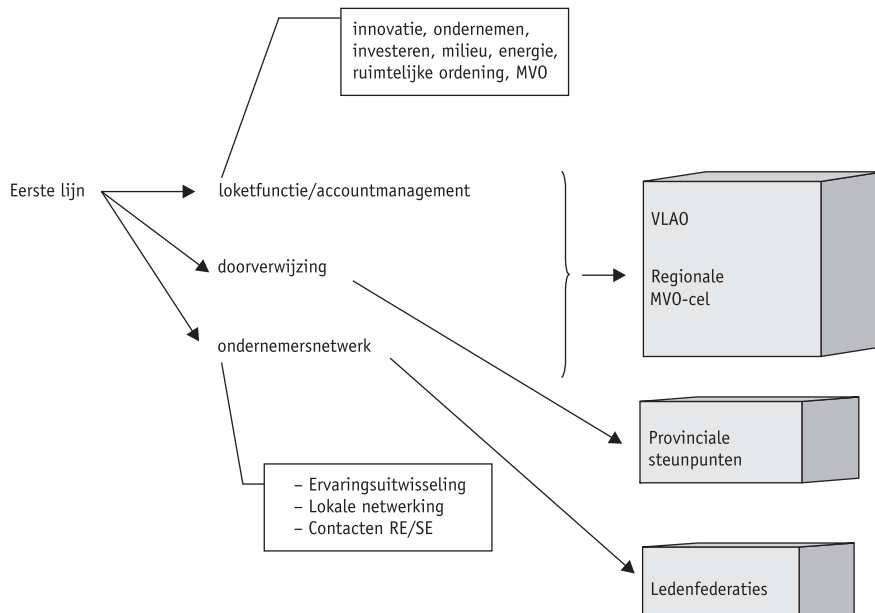 innovatie, ondernemen,
investeren, milieu, energie,
ruimtelijke ordening, MVO
Eerste lijn
loketfunctie/accountmanagement
doorverwijzing
ondernemersnetwerk
– Ervaringsuitwisseling
– Lokale netwerking
– Contacten RE/SE
VLAO
Regionale
MVO-cel
Provinciale
steunpunten
Ledenfederaties